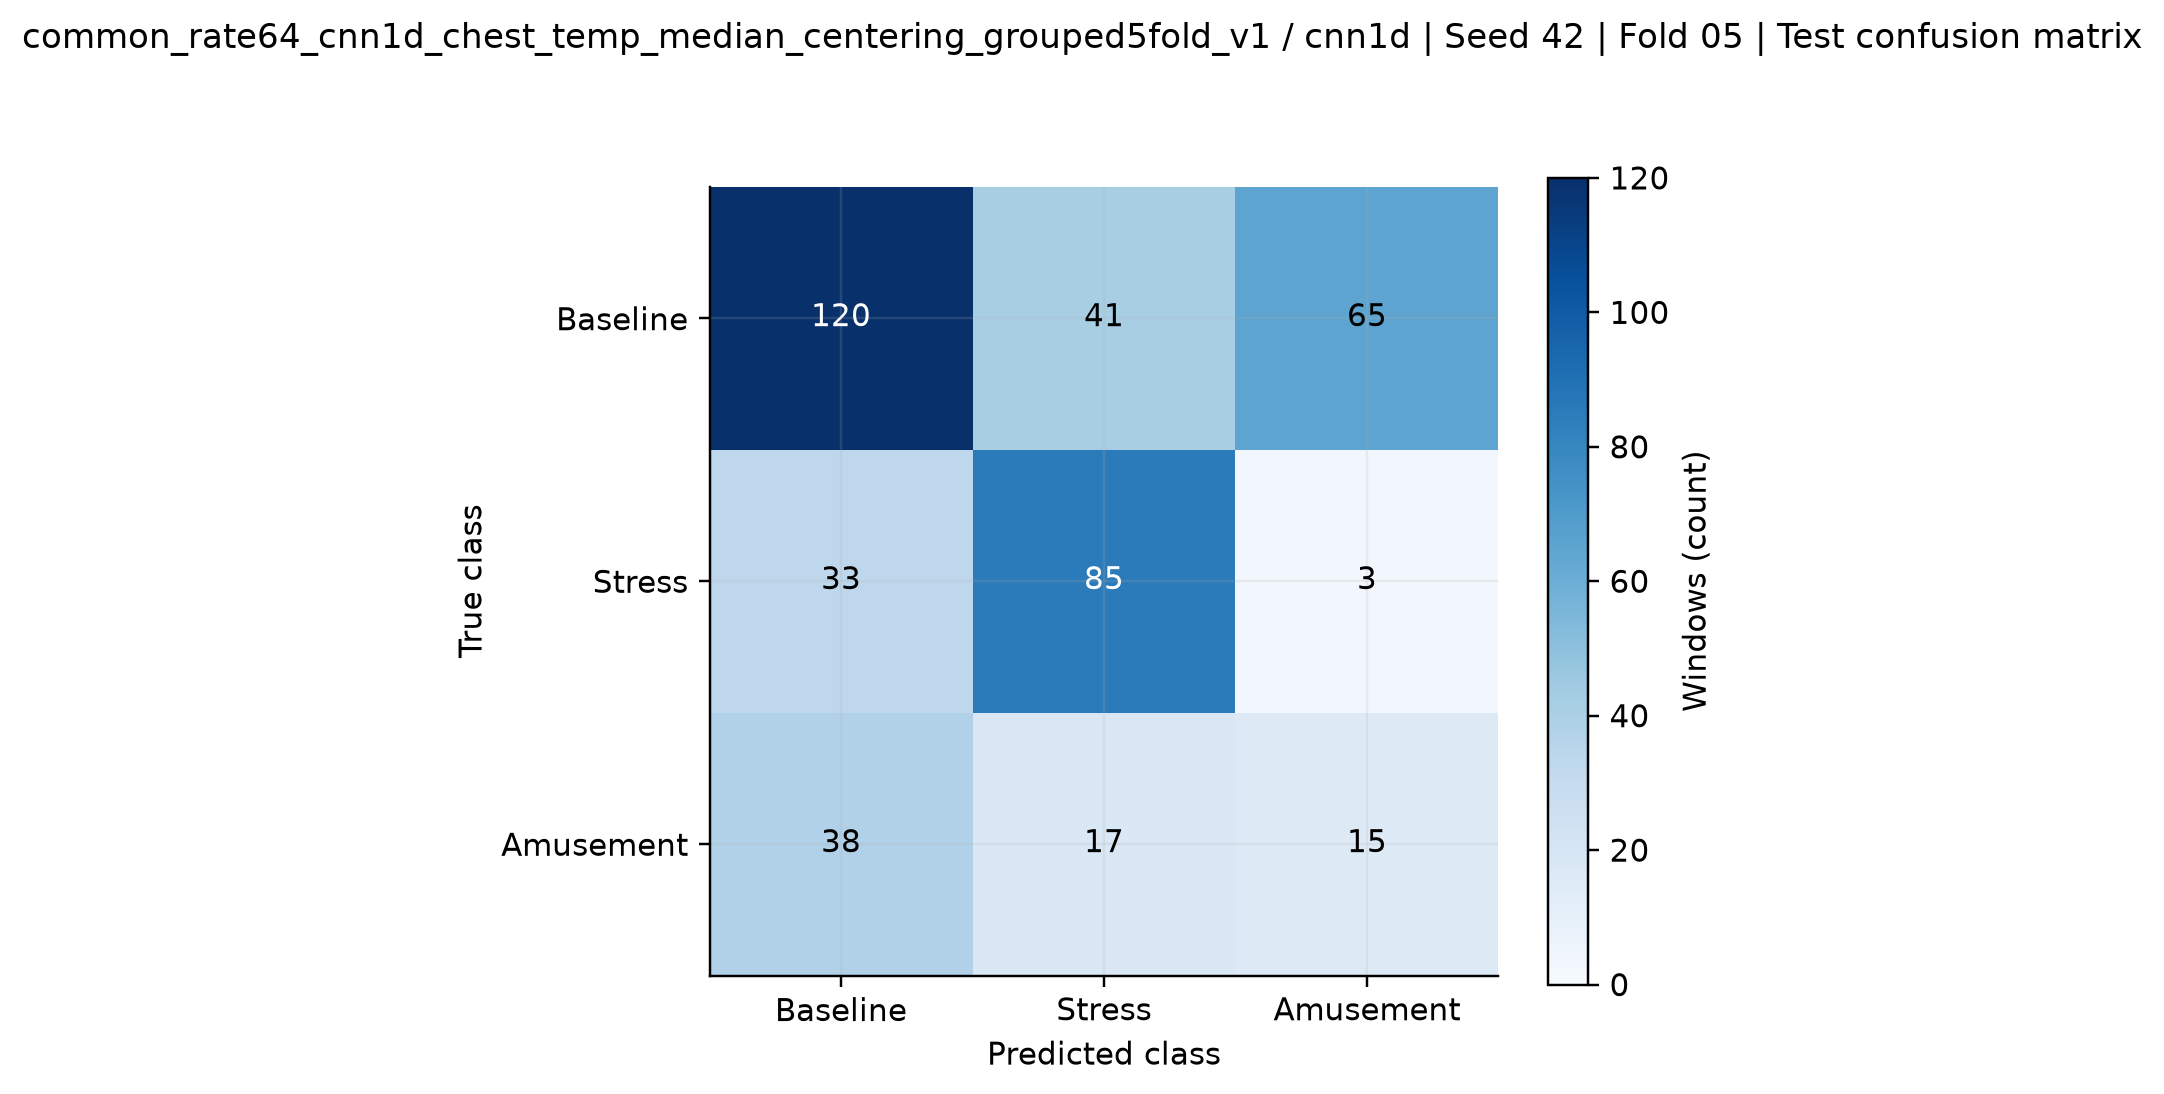 common_rate64_cnn1d_chest_temp_median_centering_grouped5fold_v1 / cnn1d | Seed 42 | Fold 05 | Test confusion matrix
120
100
80
60
40
20
0
Windows (count)
True class
Baseline
120
41
65
Stress
33
85
3
Amusement
38
17
15
Baseline
Stress
Amusement
Predicted class